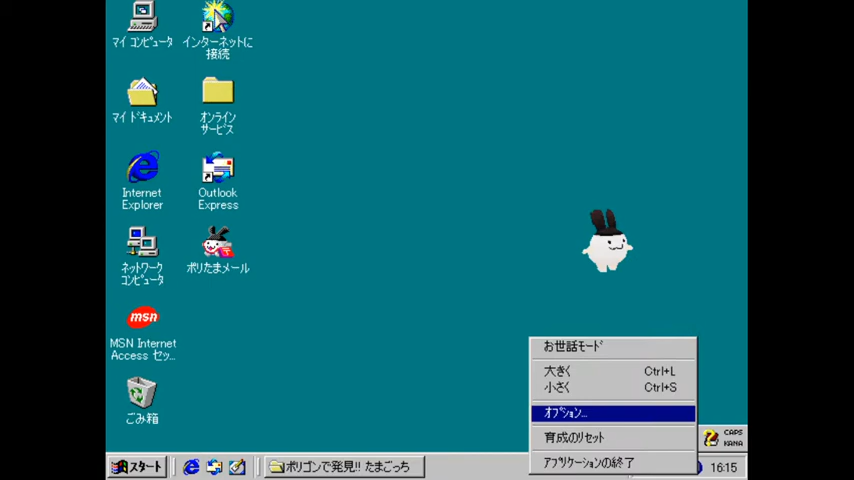 マイ コンピュータ
インターネットに
接続
マイ ドキュメント
オンライン
サービス
Internet
Explorer
Outlook
Express
ネットワーク
コンピュータ
ポリたまメール
msn
MSN Internet
Access セッ...
ごみ箱
お世話モード
大きく Ctrl+L
小さく Ctrl+S
オプション...
育成のリセット
アプリケーションの終了
CAPS
KANA
スタート
ポリゴンで発見!! たまごっち
16:15